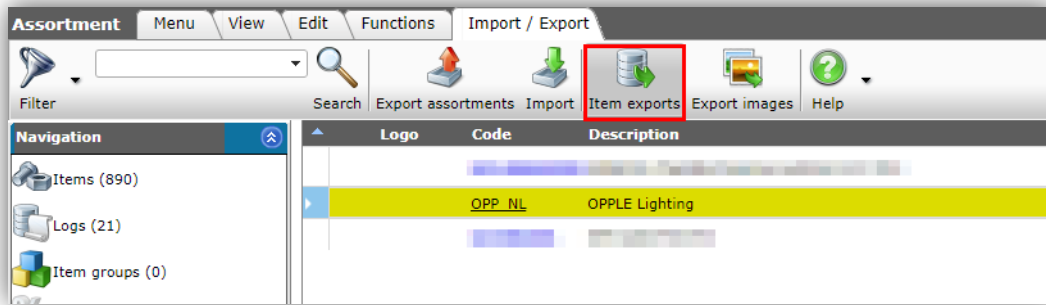 Assortment Menu View Edit Functions Import / Export
Filter Search Export assortments Import Item exports Export images Help
Navigation Logo Code Description
Items (890)
OPP_NL OPPLE Lighting
Logs (21)
Item groups (0)